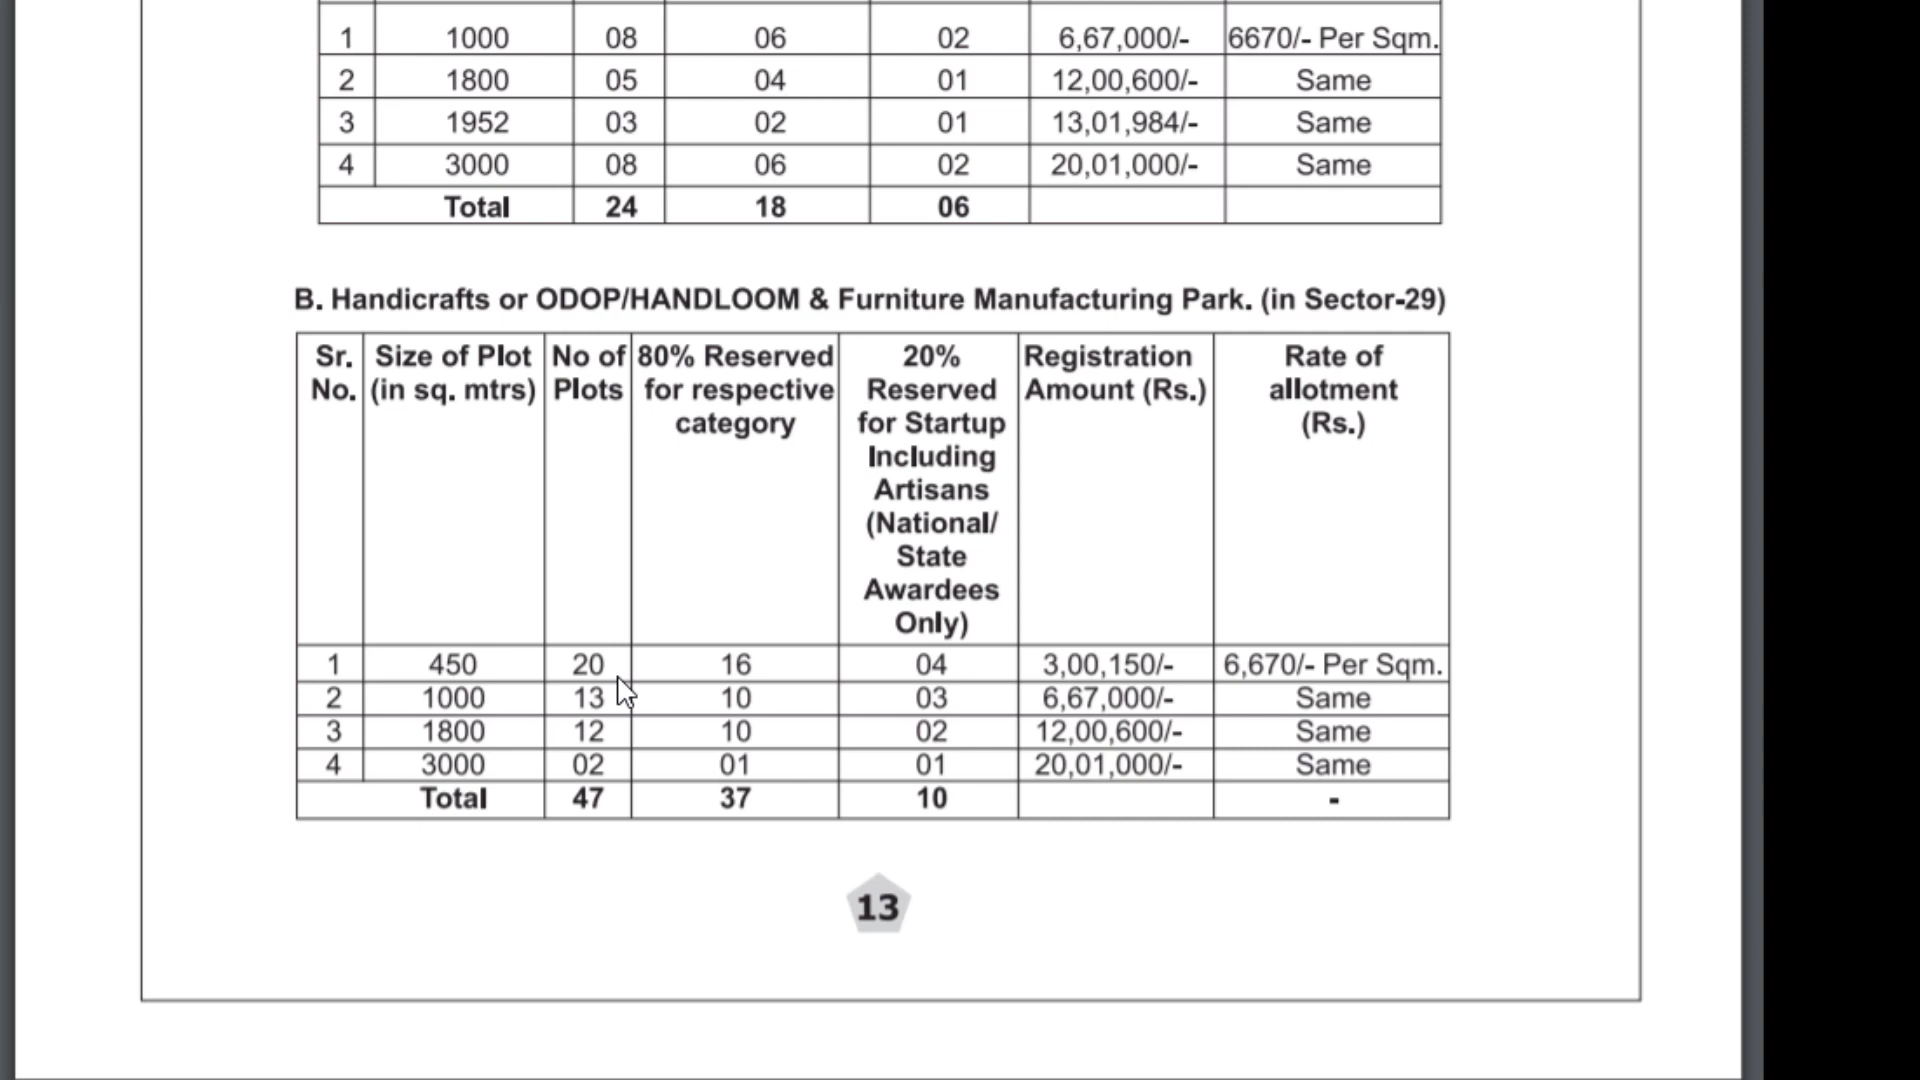 1 1000 08 06 02 6,67,000/- 6670/- Per Sqm.
2 1800 05 04 01 12,00,600/- Same
3 1952 03 02 01 13,01,984/- Same
4 3000 08 06 02 20,01,000/- Same
Total 24 18 06
B. Handicrafts or ODOP/HANDLOOM & Furniture Manufacturing Park. (in Sector-29)
Sr. Size of Plot No of 80% Reserved 20% Registration Rate of
No. (in sq. mtrs) Plots for respective Reserved Amount (Rs.) allotment
category for Startup (Rs.)
Including
Artisans
(National/
State
Awardees
Only)
1 450 20 16 04 3,00,150/- 6,670/- Per Sqm.
2 1000 13 10 03 6,67,000/- Same
3 1800 12 10 02 12,00,600/- Same
4 3000 02 01 01 20,01,000/- Same
Total 47 37 10 -
13